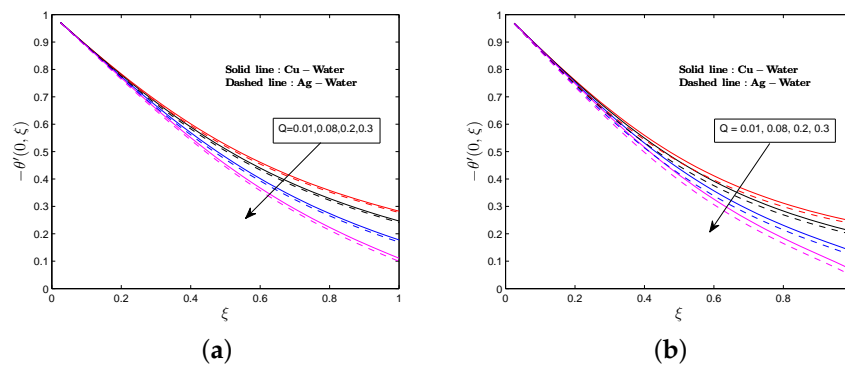 1
0.9
0.8
0.7
0.6
0.5
0.4
0.3
0.2
0.1
0
−θ′(0, ξ)
Solid line : Cu – Water
Dashed line : Ag – Water
Q=0.01,0.08,0.2,0.3
0 0.2 0.4 0.6 0.8 1
ξ
(a)
1
0.9
0.8
0.7
0.6
0.5
0.4
0.3
0.2
0.1
0
−θ′(0, ξ)
Solid line : Cu – Water
Dashed line : Ag – Water
Q = 0.01, 0.08, 0.2, 0.3
0 0.2 0.4 0.6 0.8
ξ
(b)